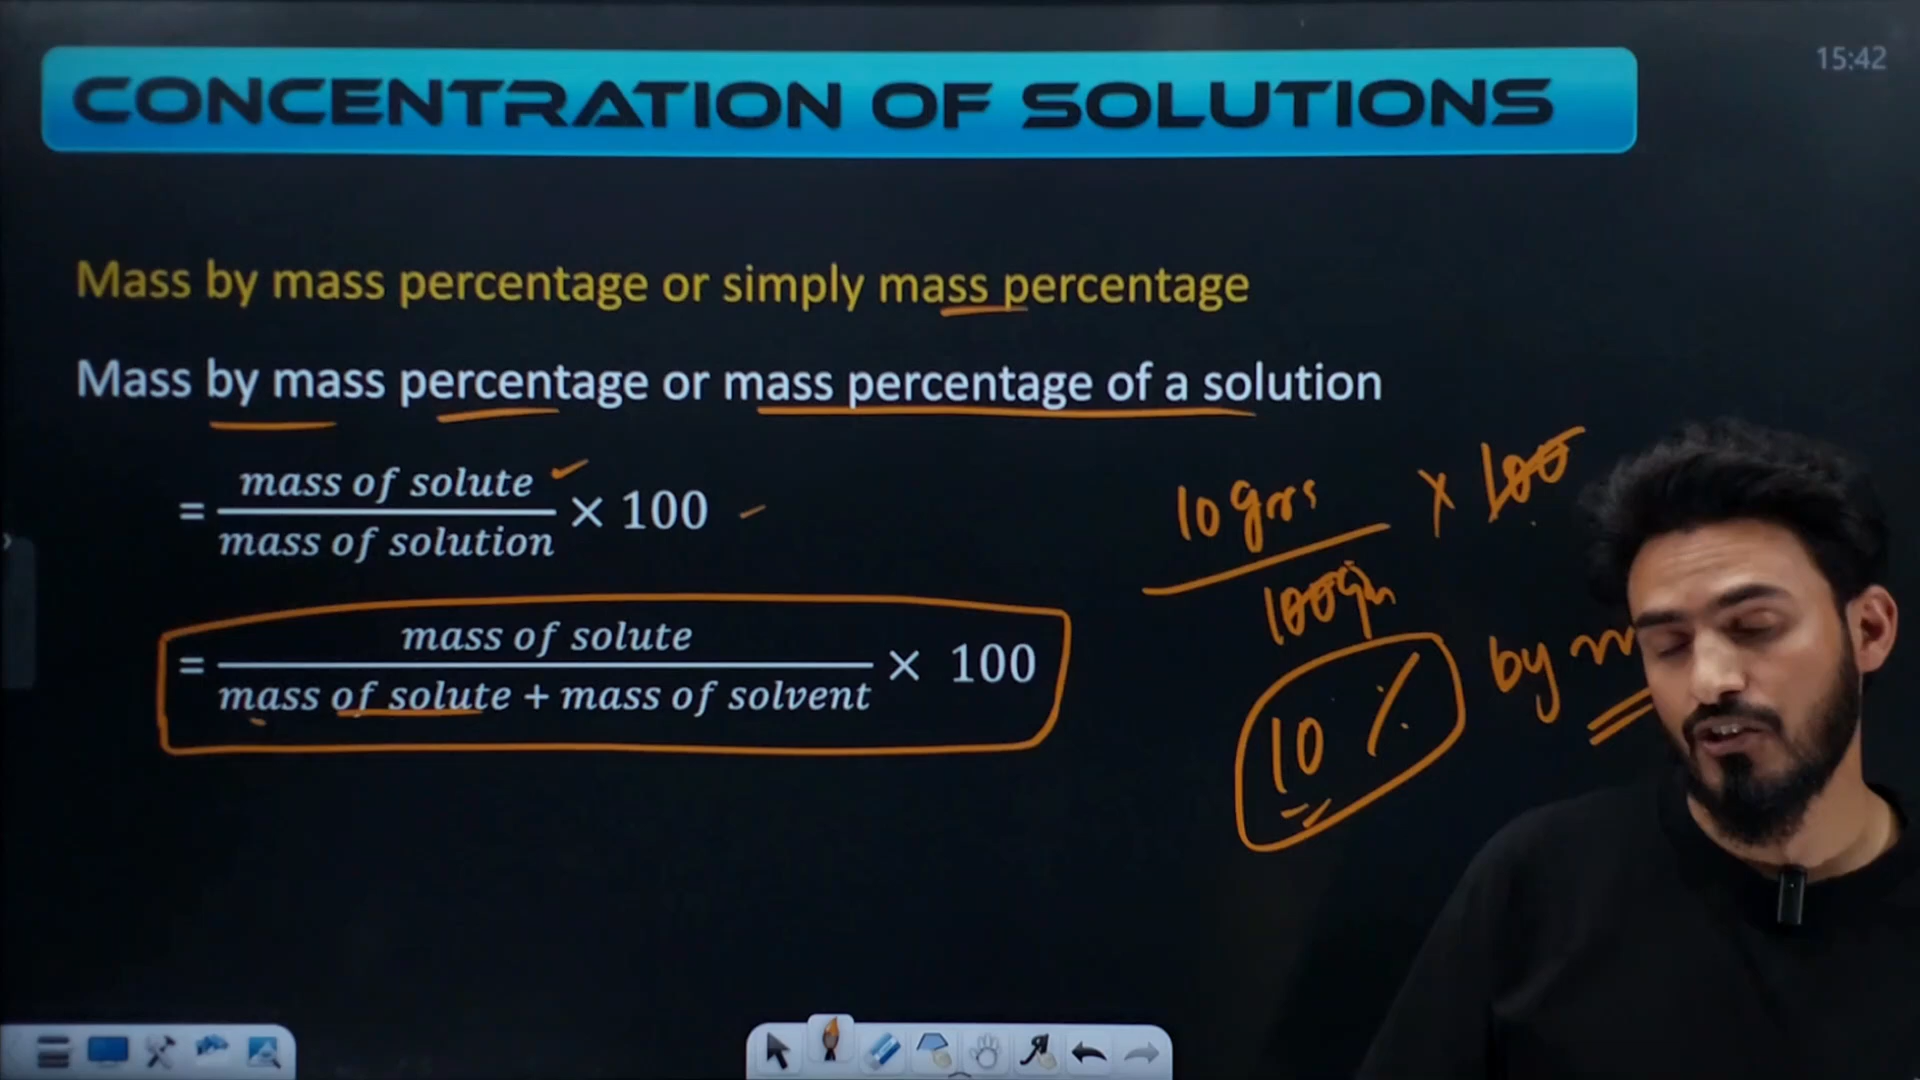 15:42
CONCENTRATION OF SOLUTIONS
Mass by mass percentage or simply mass percentage
Mass by mass percentage or mass percentage of a solution
= mass of solute / mass of solution × 100
= mass of solute / mass of solute + mass of solvent × 100
10 gms × 100
100 gm
10 %
by